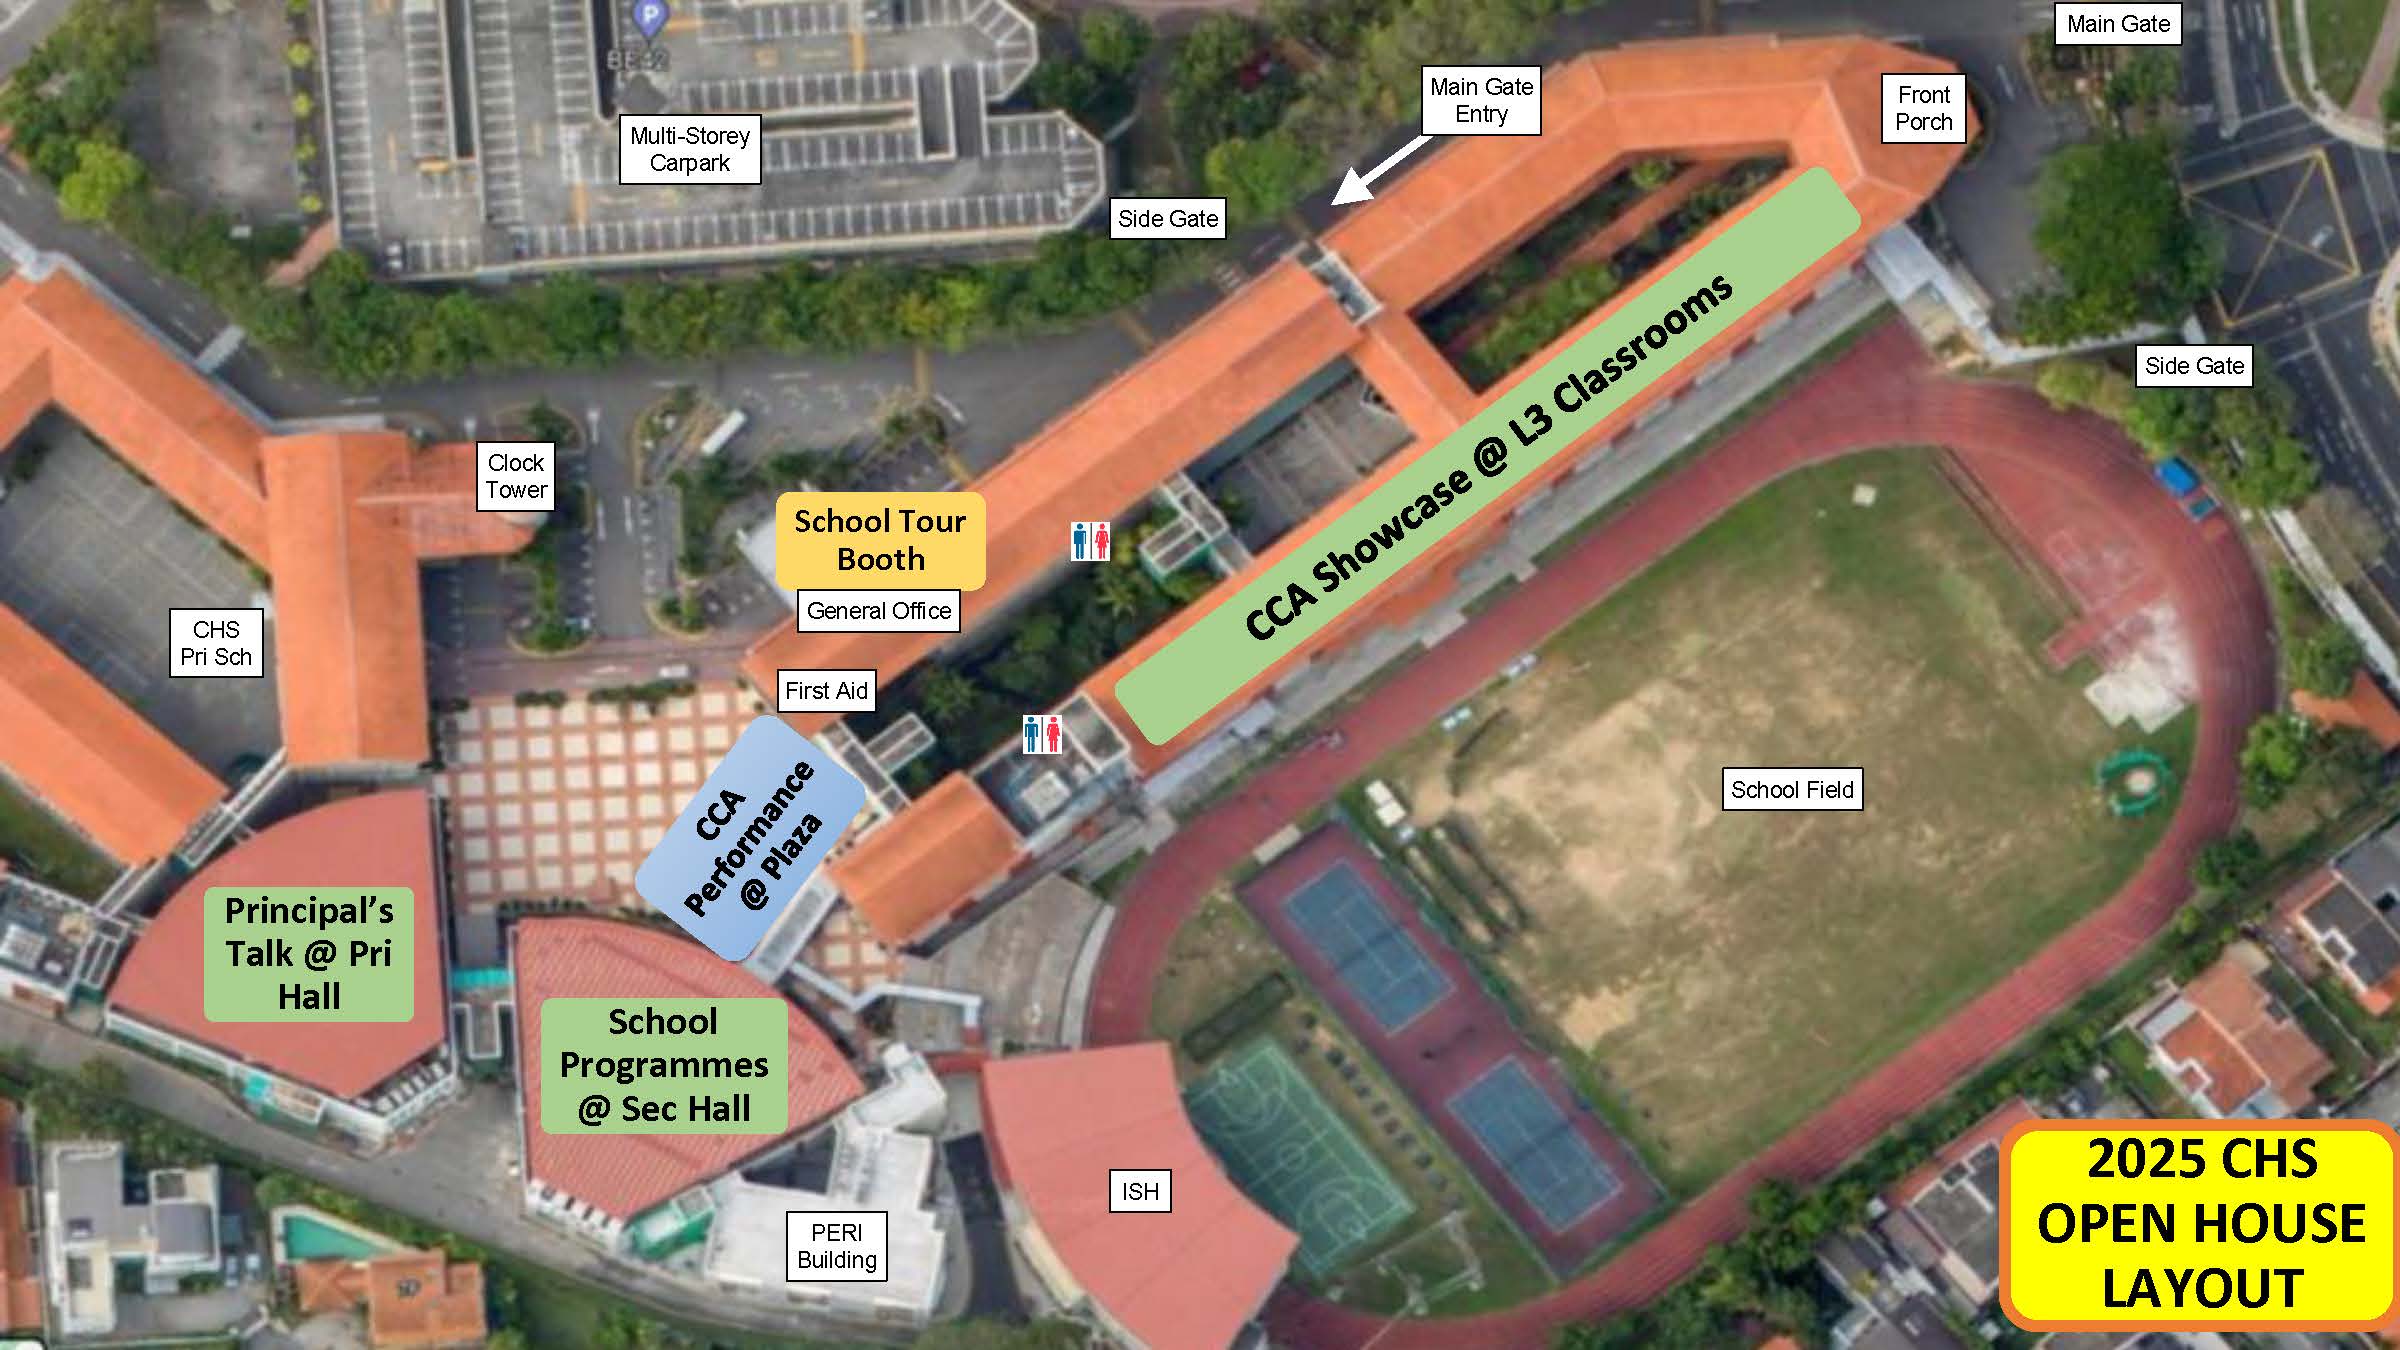 Main Gate
P
BE42
Main Gate
Entry
Front
Porch
Multi-Storey
Carpark
Side Gate
CCA Showcase @ L3 Classrooms
Side Gate
Clock
Tower
School Tour
Booth
General Office
CHS
Pri Sch
First Aid
CCA
Performance
@ Plaza
School Field
Principal’s
Talk @ Pri
Hall
School
Programmes
@ Sec Hall
ISH
PERI
Building
2025 CHS
OPEN HOUSE
LAYOUT